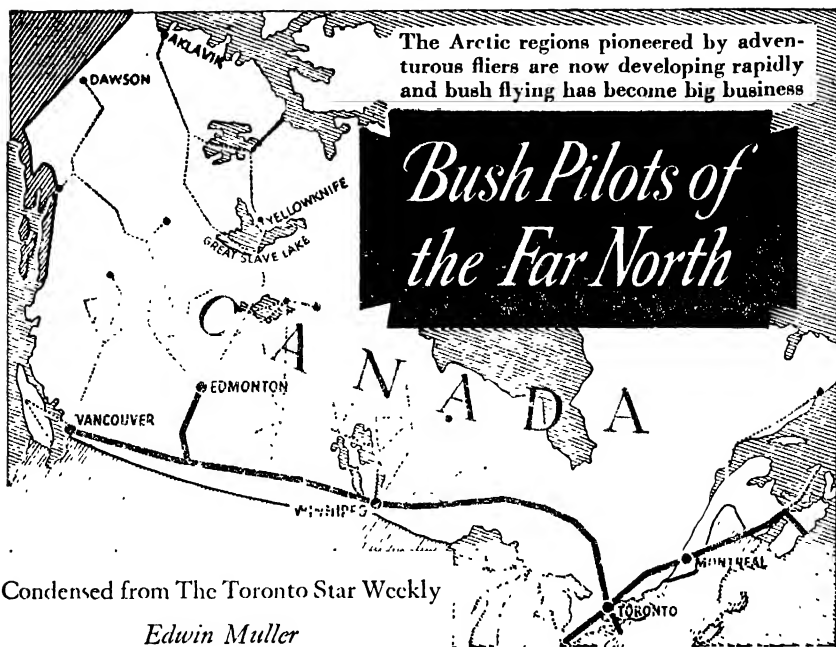 The Arctic regions pioneered by adven-
turous fliers are now developing rapidly
and bush flying has become big business
Bush Pilots of
the Far North
AKLAVIK
DAWSON
YELLOWKNIFE
GREAT SLAVE LAKE
CANADA
EDMONTON
VANCOUVER
WINNIPEG
MONTREAL
TORONTO
Condensed from The Toronto Star Weekly
Edwin Muller